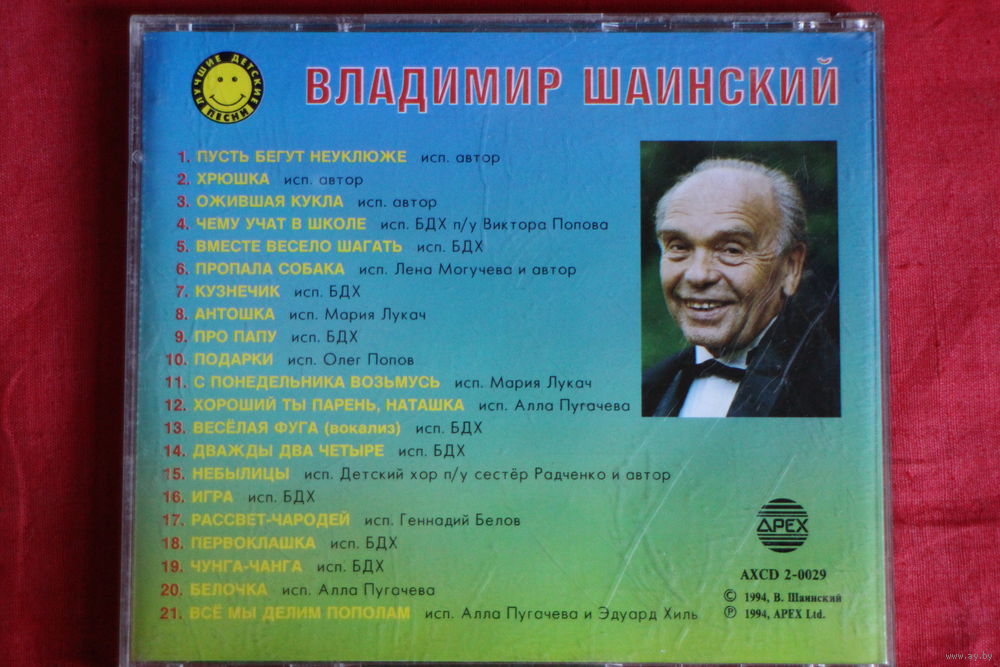 ЛУЧШИЕ ДЕТСКИЕ ПЕСНИ
ВЛАДИМИР ШАИНСКИЙ
1. ПУСТЬ БЕГУТ НЕУКЛЮЖЕ исп. автор
2. ХРЮШКА исп. автор
3. ОЖИВШАЯ КУКЛА исп. автор
4. ЧЕМУ УЧАТ В ШКОЛЕ исп. БДХ п/у Виктора Попова
5. ВМЕСТЕ ВЕСЕЛО ШАГАТЬ исп. БДХ
6. ПРОПАЛА СОБАКА исп. Лена Могучева и автор
7. КУЗНЕЧИК исп. БДХ
8. АНТОШКА исп. Мария Лукач
9. ПРО ПАПУ исп. БДХ
10. ПОДАРКИ исп. Олег Попов
11. С ПОНЕДЕЛЬНИКА ВОЗЬМУСЬ исп. Мария Лукач
12. ХОРОШИЙ ТЫ ПАРЕНЬ, НАТАШКА исп. Алла Пугачева
13. ВЕСЁЛАЯ ФУГА (вокализ) исп. БДХ
14. ДВАЖДЫ ДВА ЧЕТЫРЕ исп. БДХ
15. НЕБЫЛИЦЫ исп. Детский хор п/у сестёр Радченко и автор
16. ИГРА исп. БДХ
17. РАССВЕТ-ЧАРОДЕЙ исп. Геннадий Белов
18. ПЕРВОКЛАШКА исп. БДХ
19. ЧУНГА-ЧАНГА исп. БДХ
20. БЕЛОЧКА исп. Алла Пугачева
21. ВСЁ МЫ ДЕЛИМ ПОПОЛАМ исп. Алла Пугачева и Эдуард Хиль
APEX
AXCD 2-0029
© 1994, В. Шаинский
℗ 1994, APEX Ltd.
www.ay.by